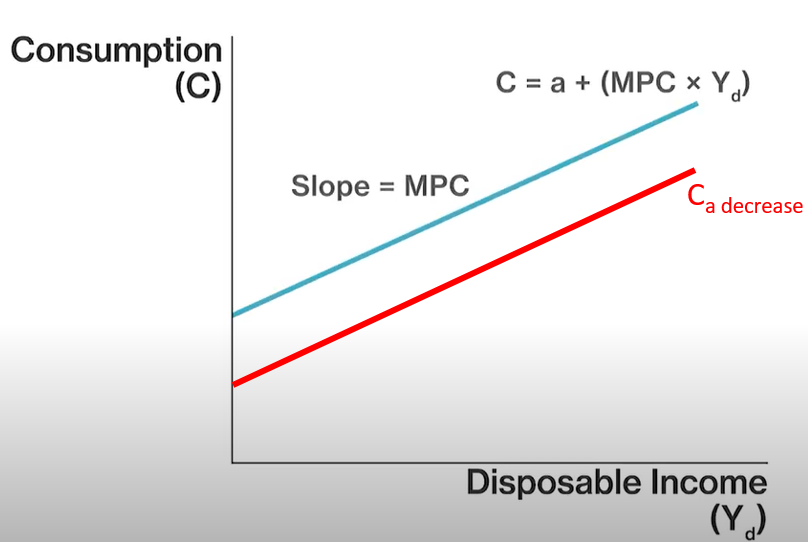 Consumption
(C)
C = a + (MPC × Yd)
Slope = MPC
Ca decrease
Disposable Income
(Yd)